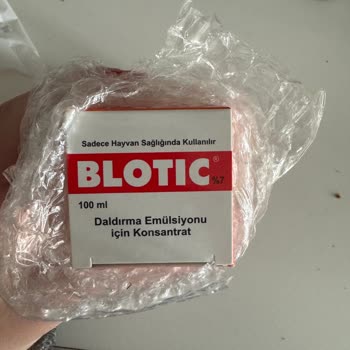 Sadece Hayvan Sağlığında Kullanılır
BLOTIC® %7
100 ml
Daldırma Emülsiyonu
için Konsantrat